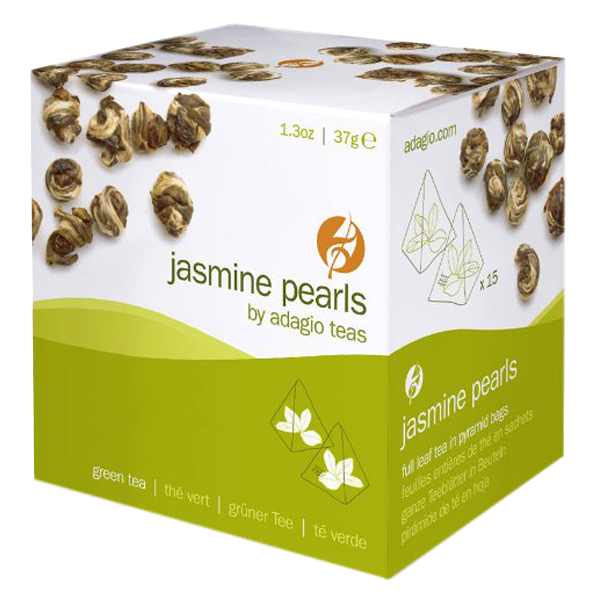 1.3oz | 37g ℮
jasmine pearls
by adagio teas
green tea | thé vert | grüner Tee | té verde
adagio.com
x 15
jasmine pearls
full leaf tea in pyramid bags
feuilles entières de thé en sachets
ganze Teeblätter in Beuteln
pirámide de té en hoja